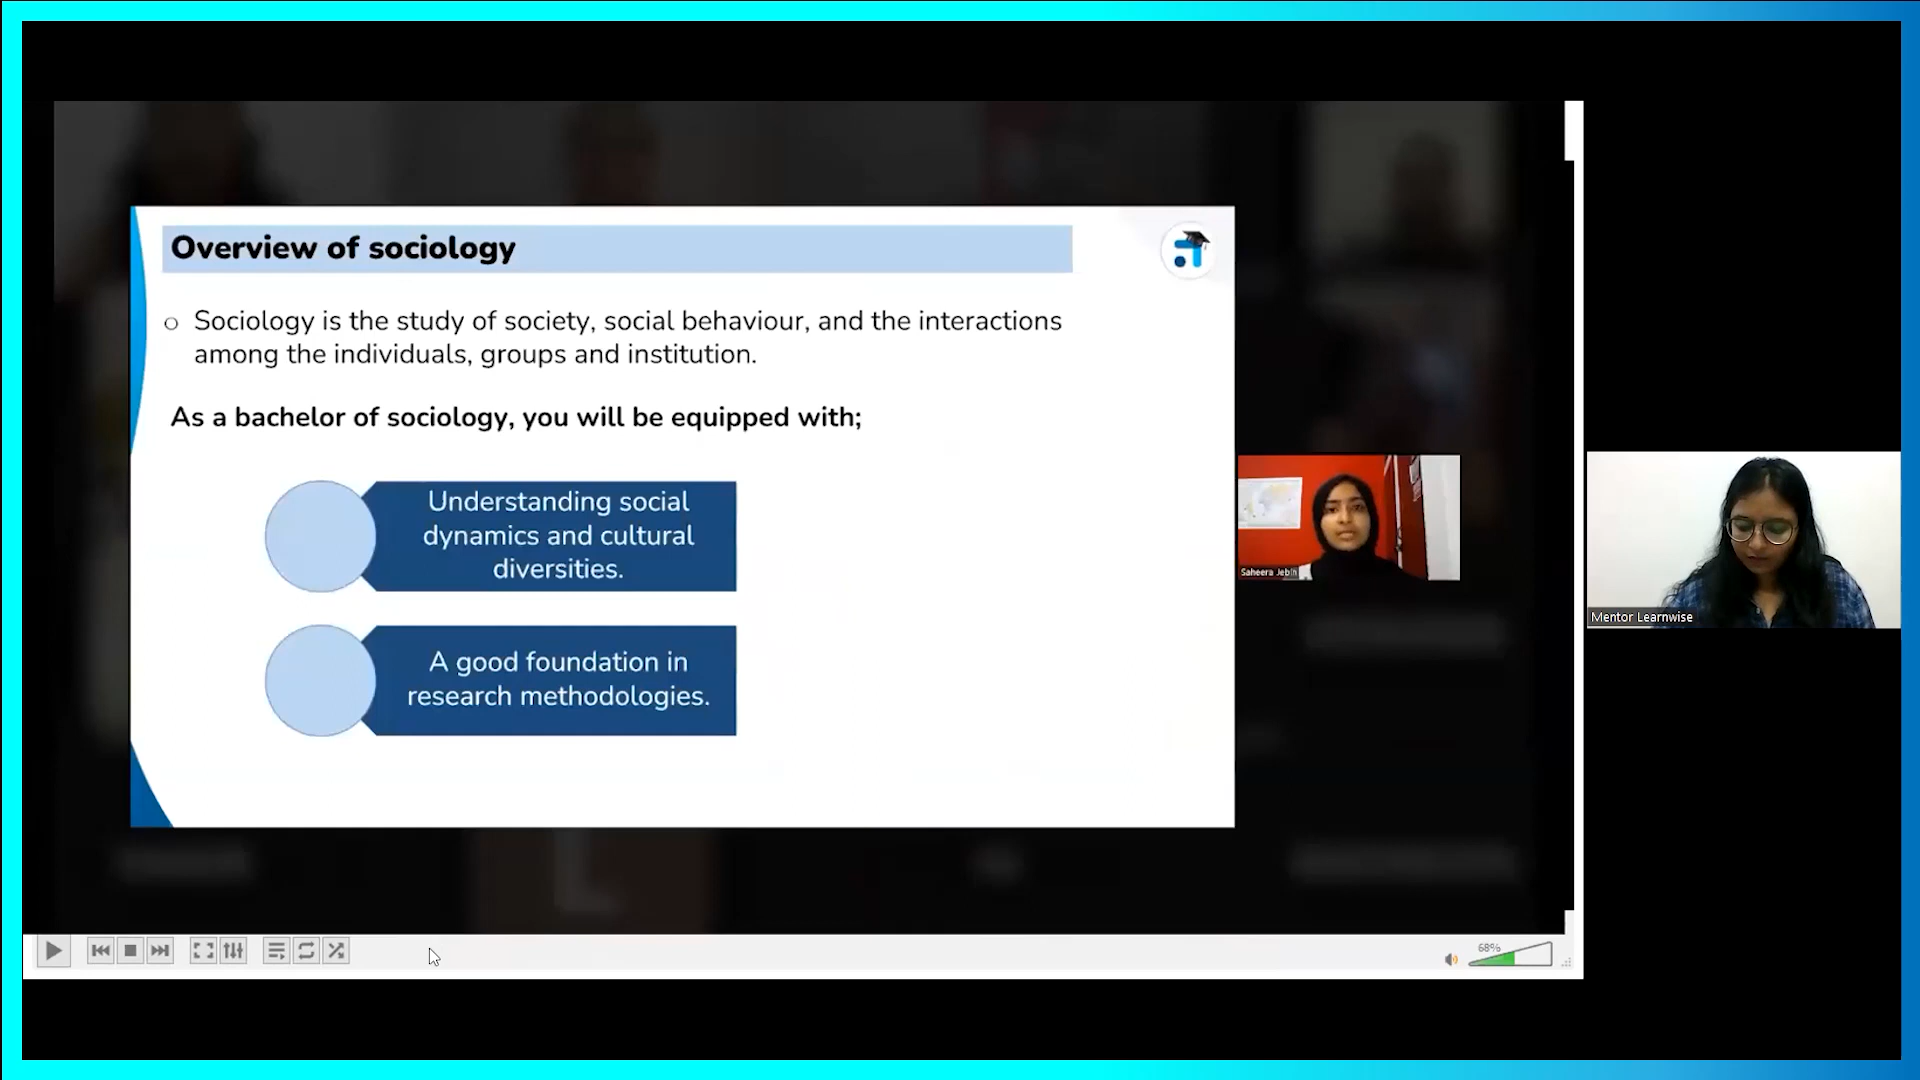 Overview of sociology
Sociology is the study of society, social behaviour, and the interactions
among the individuals, groups and institution.
As a bachelor of sociology, you will be equipped with;
Understanding social
dynamics and cultural
diversities.
A good foundation in
research methodologies.
Saheera Jebin
Mentor Learnwise
68%